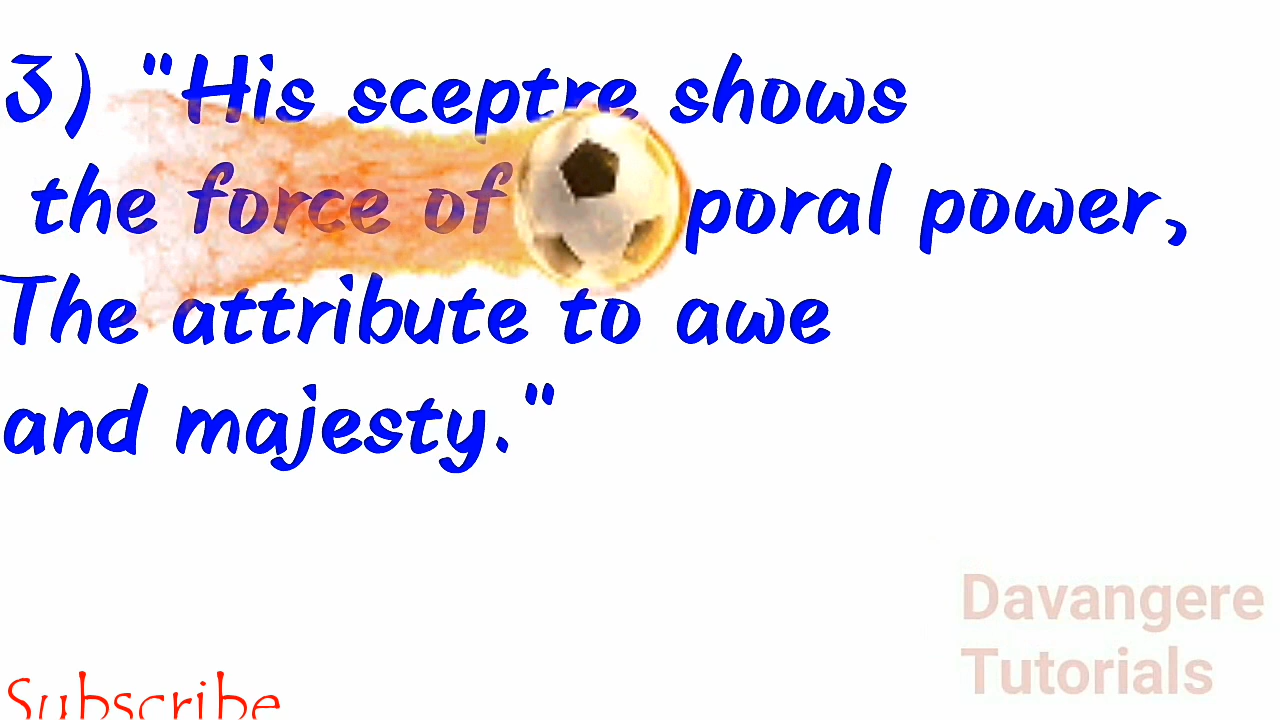 3) "His sceptre shows
the force of poral power,
The attribute to awe
and majesty."
Davangere
Tutorials
Subscribe